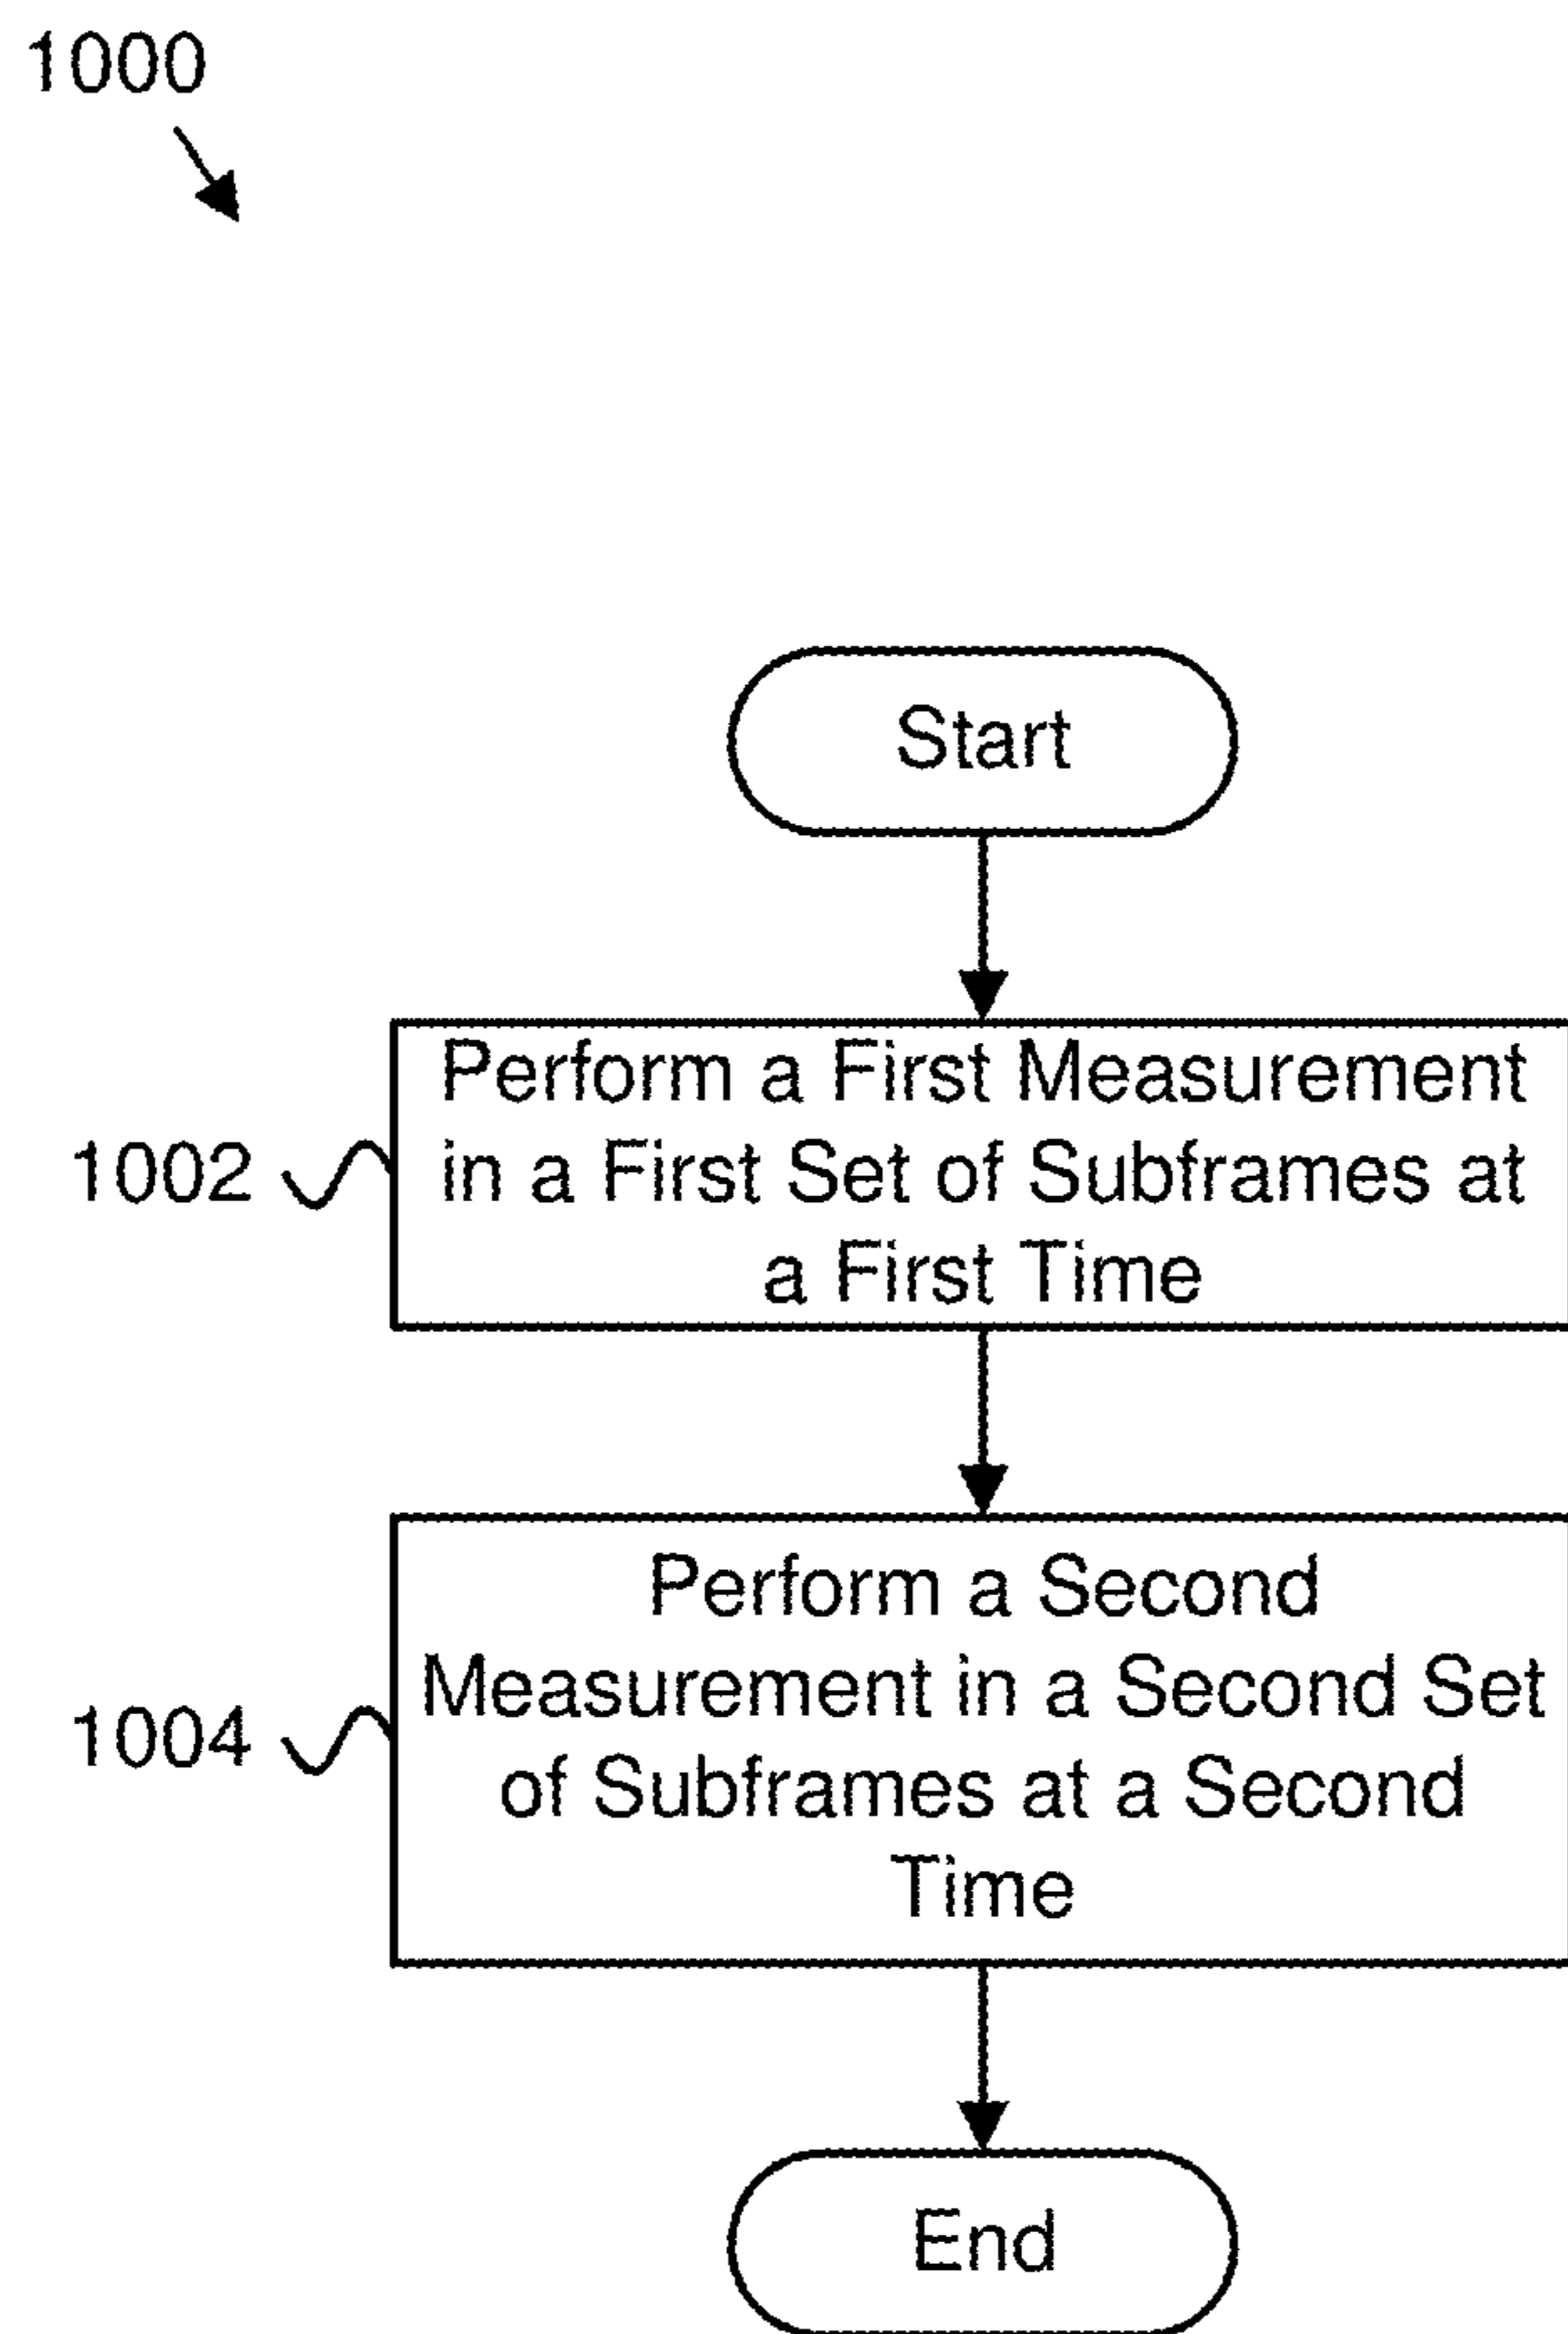 1000
Start
Perform a First Measurement
in a First Set of Subframes at
a First Time
1002
Perform a Second
Measurement in a Second Set
of Subframes at a Second
Time
1004
End